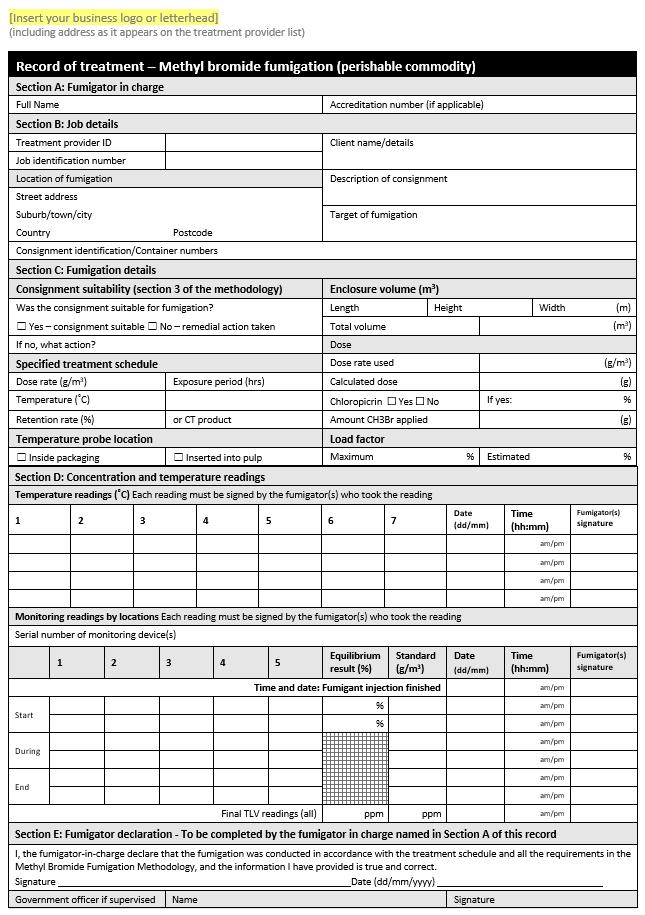 [Insert your business logo or letterhead]
(including address as it appears on the treatment provider list)
Record of treatment – Methyl bromide fumigation (perishable commodity)
Section A: Fumigator in charge
Full Name Accreditation number (if applicable)
Section B: Job details
Treatment provider ID Client name/details
Job identification number
Location of fumigation Description of consignment
Street address
Suburb/town/city Target of fumigation
Country Postcode
Consignment identification/Container numbers
Section C: Fumigation details
Consignment suitability (section 3 of the methodology) Enclosure volume (m³)
Was the consignment suitable for fumigation? Length Height Width (m)
☐ Yes – consignment suitable ☐ No – remedial action taken Total volume (m³)
If no, what action? Dose
Specified treatment schedule Dose rate used (g/m³)
Dose rate (g/m³) Exposure period (hrs) Calculated dose (g)
Temperature (˚C) Chloropicrin ☐ Yes ☐ No If yes: %
Retention rate (%) or CT product Amount CH3Br applied (g)
Temperature probe location Load factor
☐ Inside packaging ☐ Inserted into pulp Maximum % Estimated %
Section D: Concentration and temperature readings
Temperature readings (˚C) Each reading must be signed by the fumigator(s) who took the reading
1 2 3 4 5 6 7 Date (dd/mm) Time (hh:mm) Fumigator(s) signature
am/pm
am/pm
am/pm
am/pm
Monitoring readings by locations Each reading must be signed by the fumigator(s) who took the reading
Serial number of monitoring device(s)
1 2 3 4 5 Equilibrium result (%) Standard (g/m³) Date (dd/mm) Time (hh:mm) Fumigator(s) signature
Time and date: Fumigant injection finished am/pm
Start % am/pm
% am/pm
During am/pm
am/pm
End am/pm
am/pm
Final TLV readings (all) ppm ppm am/pm
Section E: Fumigator declaration - To be completed by the fumigator in charge named in Section A of this record
I, the fumigator-in-charge declare that the fumigation was conducted in accordance with the treatment schedule and all the requirements in the
Methyl Bromide Fumigation Methodology, and the information I have provided is true and correct.
Signature Date (dd/mm/yyyy)
Government officer if supervised Name Signature